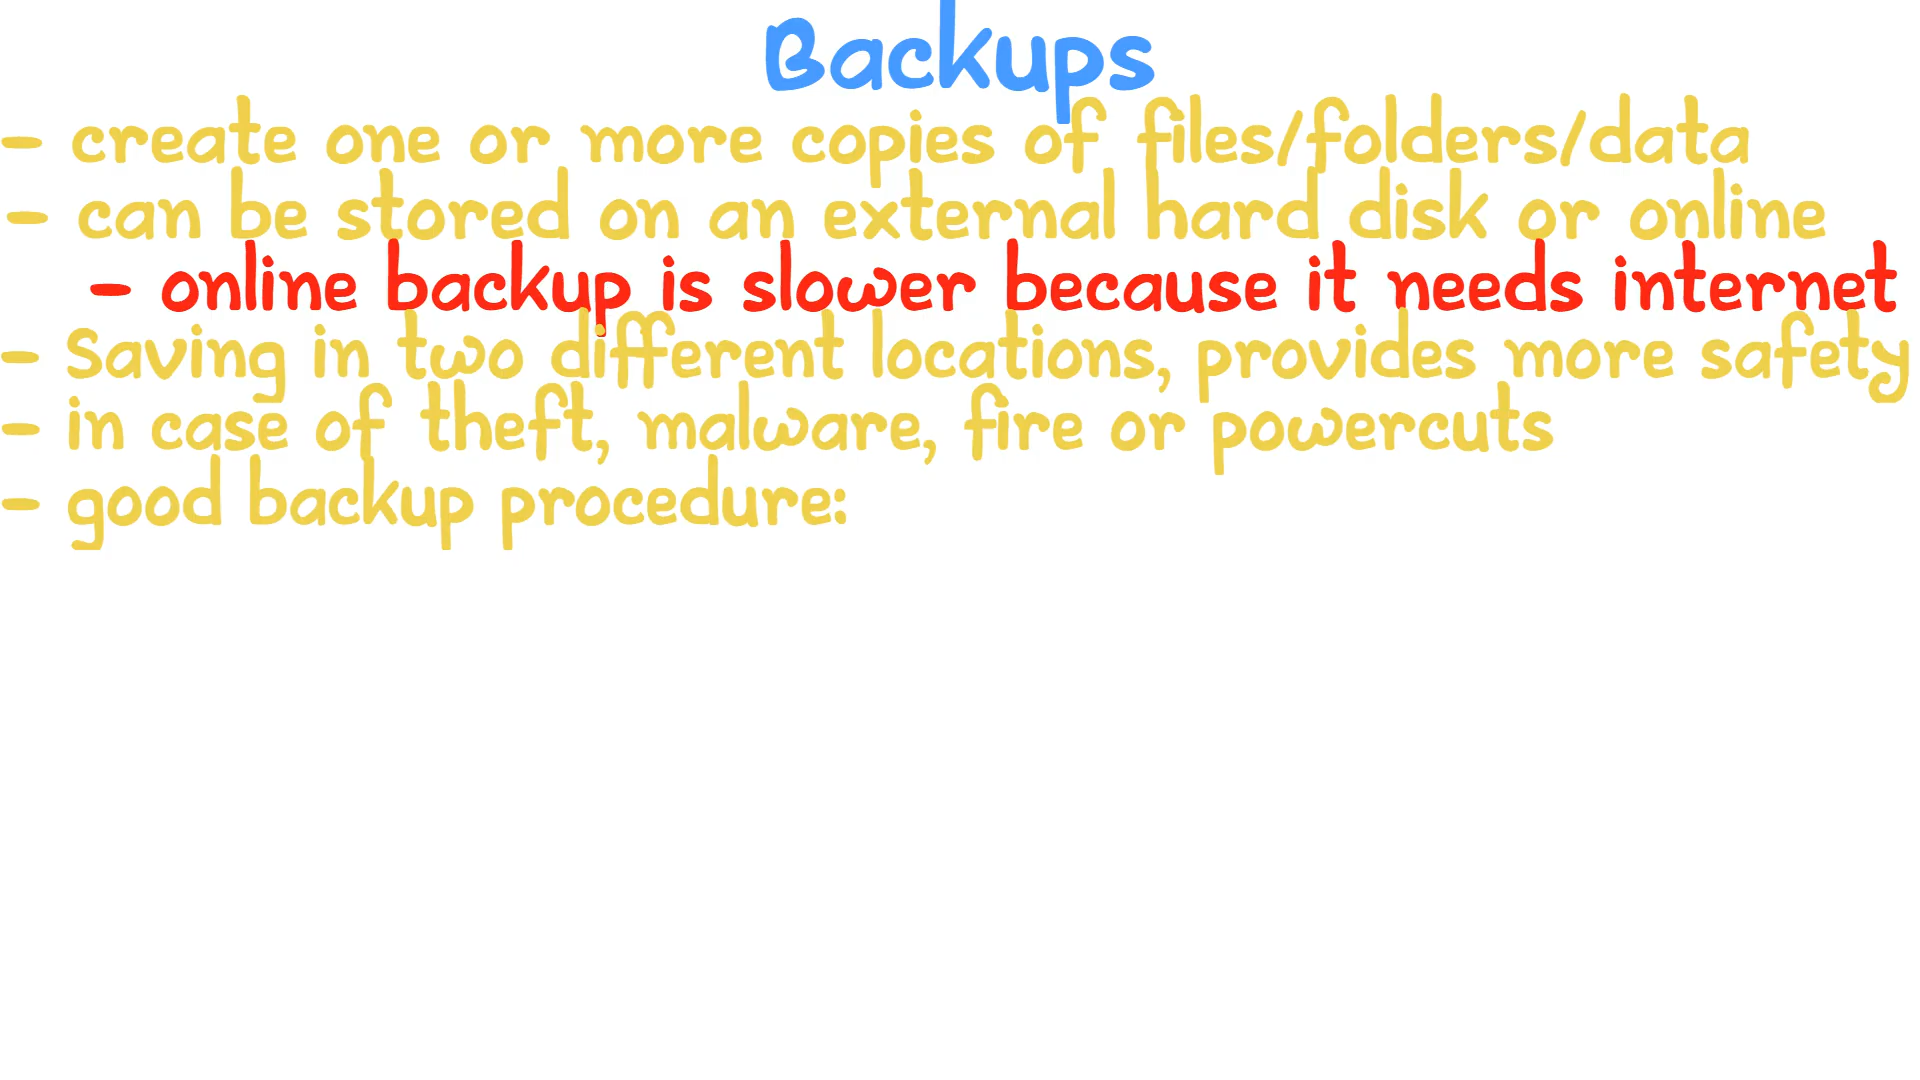 Backups
- create one or more copies of files/folders/data
- can be stored on an external hard disk or online
- online backup is slower because it needs internet
- Saving in two different locations, provides more safety
- in case of theft, malware, fire or powercuts
- good backup procedure: